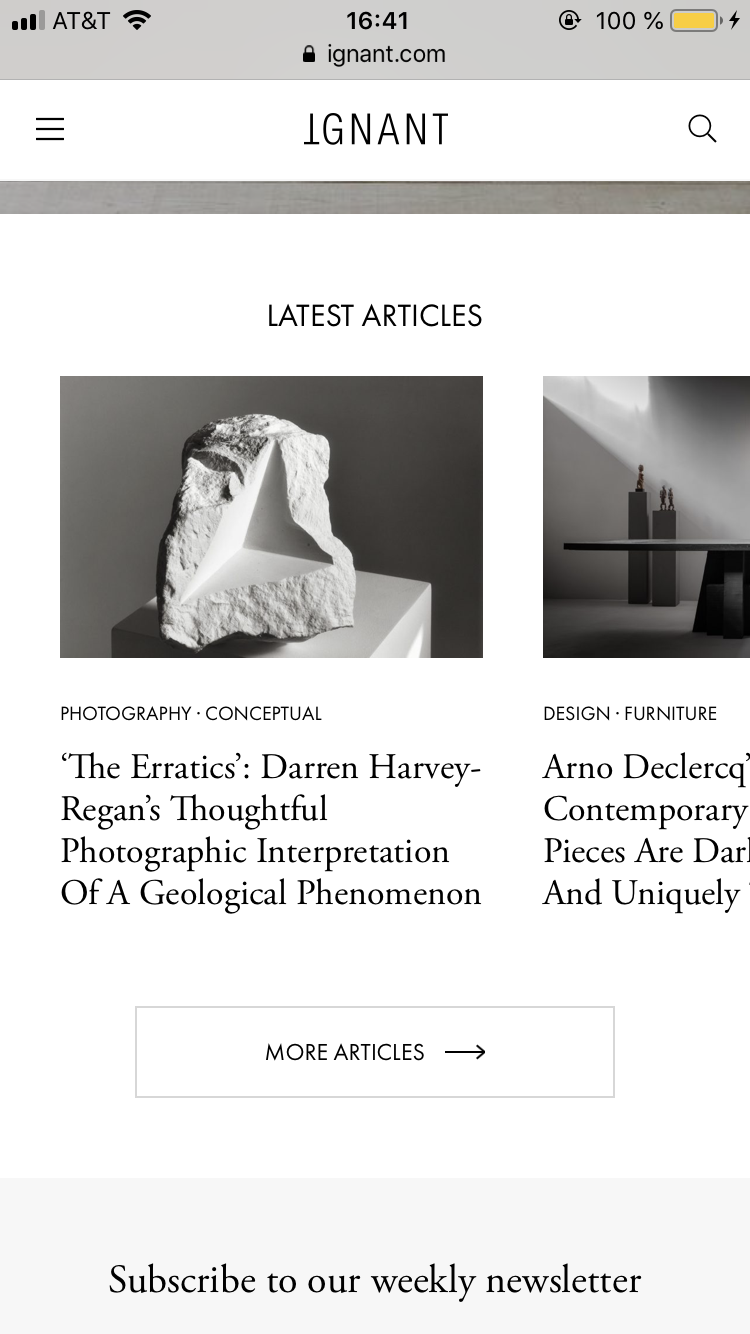 AT&T 16:41 100 %
ignant.com
IGNANT
LATEST ARTICLES
PHOTOGRAPHY · CONCEPTUAL
‘The Erratics’: Darren Harvey-
Regan’s Thoughtful
Photographic Interpretation
Of A Geological Phenomenon
DESIGN · FURNITURE
Arno Declercq’
Contemporary
Pieces Are
And Uniquely
MORE ARTICLES
Subscribe to our weekly newsletter